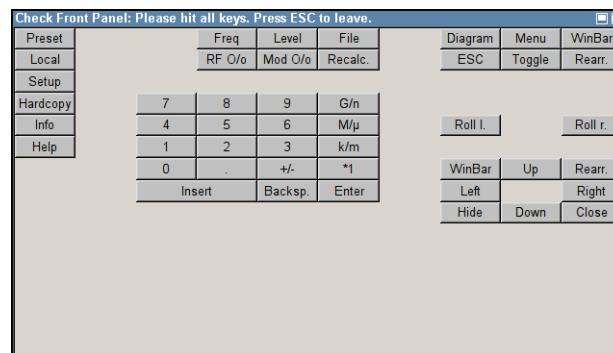 Check Front Panel: Please hit all keys. Press ESC to leave.
Preset Freq Level File Diagram Menu WinBar
Local RF O/o Mod O/o Recalc. ESC Toggle Rearr.
Setup
Hardcopy 7 8 9 G/n
Info 4 5 6 M/µ Roll l. Roll r.
Help 1 2 3 k/m
0 . +/- *1 WinBar Up Rearr.
Insert Backsp. Enter Left Right
Hide Down Close